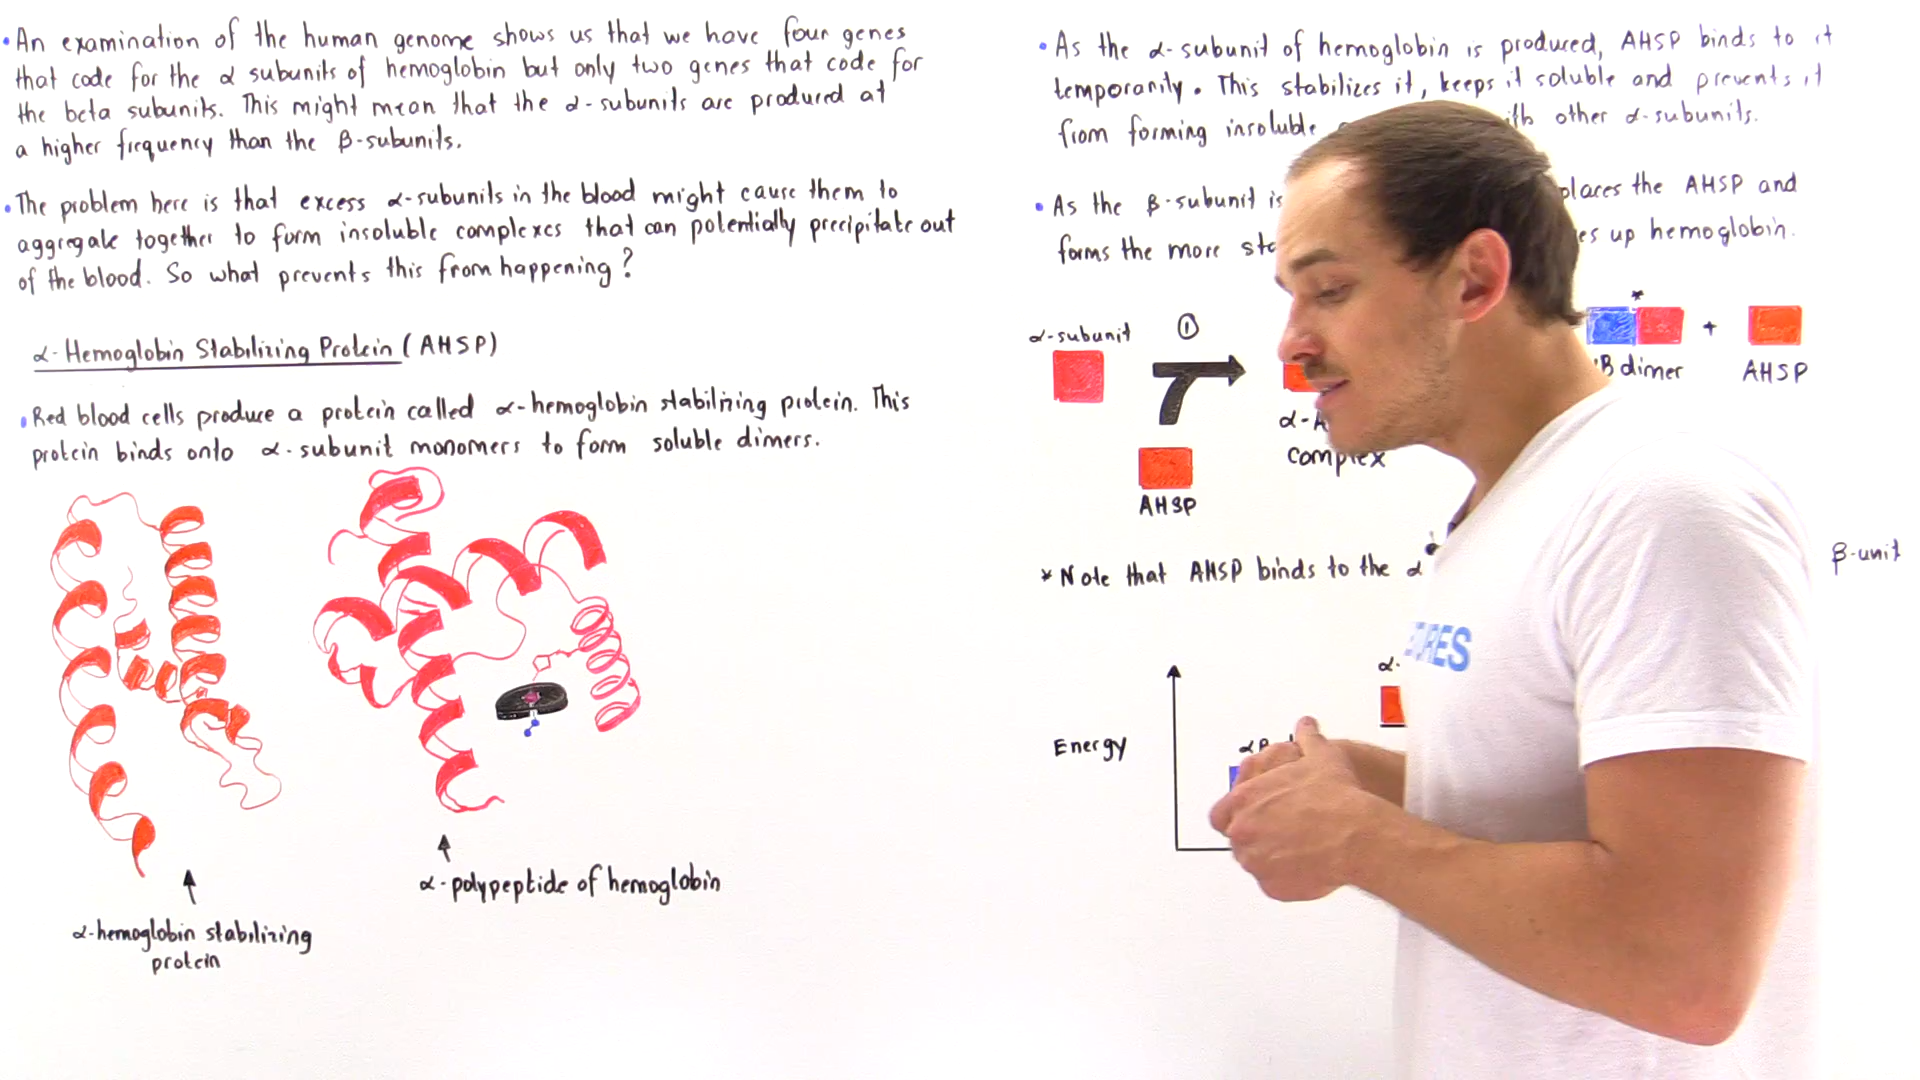 • An examination of the human genome shows us that we have four genes
that code for the α subunits of hemoglobin but only two genes that code for
the beta subunits. This might mean that the α-subunits are produced at
a higher frequency than the β-subunits.
• The problem here is that excess α-subunits in the blood might cause them to
aggregate together to form insoluble complexes that can potentially precipitate out
of the blood. So what prevents this from happening?
α-Hemoglobin Stabilizing Protein (AHSP)
• Red blood cells produce a protein called α-hemoglobin stabilizing protein. This
protein binds onto α-subunit monomers to form soluble dimers.
α-hemoglobin stabilizing
protein
α-polypeptide of hemoglobin
• As the α-subunit of hemoglobin is produced, AHSP binds to it
temporarily. This stabilizes it, keeps it soluble and prevents it
from forming insoluble other α-subunits.
• As the β-subunit is the AHSP and
forms the more up hemoglobin.
α-subunit
①
AHSP
α-
complex
*
+
dimer
AHSP
* Note that AHSP binds to the α
β-unit
Energy
α-
RES